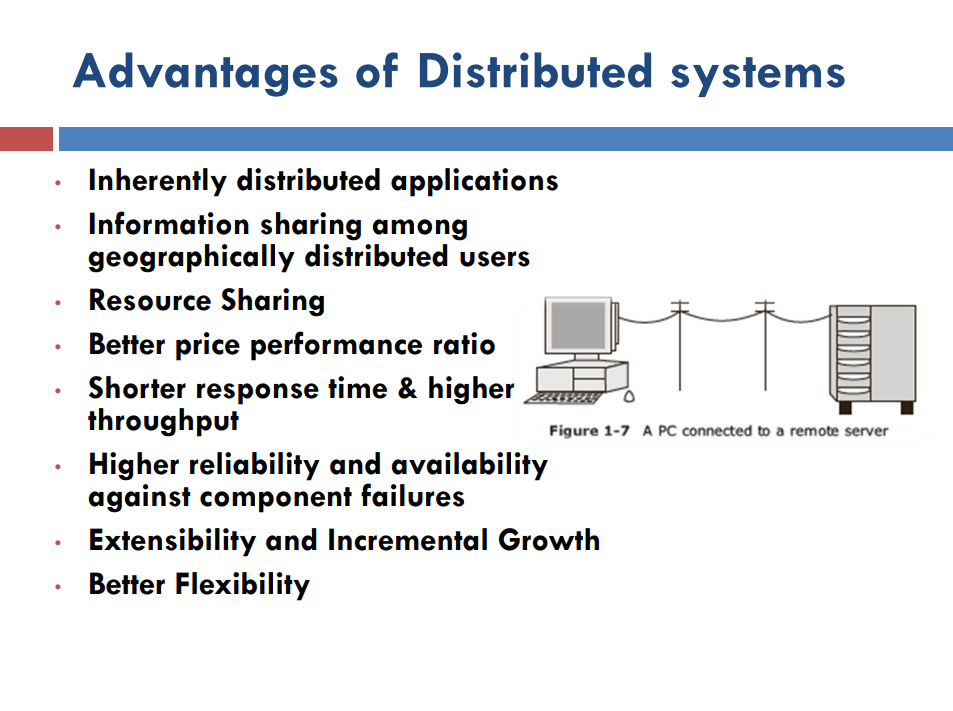 Advantages of Distributed systems
• Inherently distributed applications
• Information sharing among
geographically distributed users
• Resource Sharing
• Better price performance ratio
• Shorter response time & higher
throughput
• Higher reliability and availability
against component failures
• Extensibility and Incremental Growth
• Better Flexibility
Figure 1-7 A PC connected to a remote server